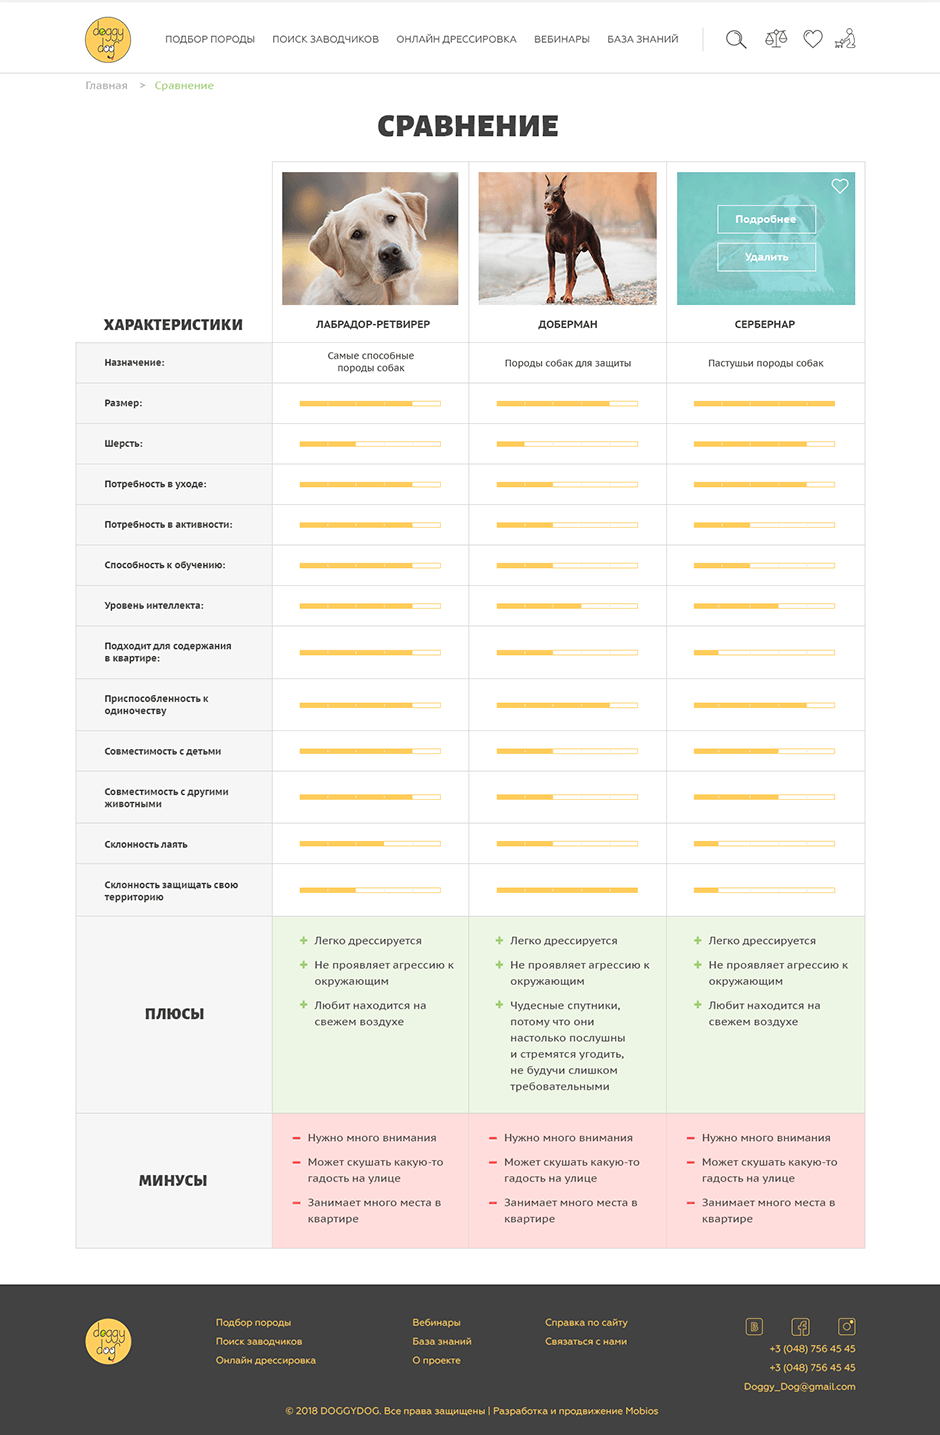 doggy
dog
ПОДБОР ПОРОДЫ
ПОИСК ЗАВОДЧИКОВ
ОНЛАЙН ДРЕССИРОВКА
ВЕБИНАРЫ
БАЗА ЗНАНИЙ
Главная > Сравнение
СРАВНЕНИЕ
Подробнее
Удалить
ХАРАКТЕРИСТИКИ
ЛАБРАДОР-РЕТВИРЕР
ДОБЕРМАН
СЕРБЕРНАР
Назначение:
Самые способные
породы собак
Породы собак для защиты
Пастушьи породы собак
Размер:
Шерсть:
Потребность в уходе:
Потребность в активности:
Способность к обучению:
Уровень интеллекта:
Подходит для содержания
в квартире:
Приспособленность к
одиночеству
Совместимость с детьми
Совместимость с другими
животными
Склонность лаять
Склонность защищать свою
территорию
ПЛЮСЫ
+ Легко дрессируется
+ Не проявляет агрессию к
окружающим
+ Любит находится на
свежем воздухе
+ Легко дрессируется
+ Не проявляет агрессию к
окружающим
+ Чудесные спутники,
потому что они
настолько послушны
и стремятся угодить,
не будучи слишком
требовательными
+ Легко дрессируется
+ Не проявляет агрессию к
окружающим
+ Любит находится на
свежем воздухе
МИНУСЫ
– Нужно много внимания
– Может скушать какую-то
гадость на улице
– Занимает много места в
квартире
– Нужно много внимания
– Может скушать какую-то
гадость на улице
– Занимает много места в
квартире
– Нужно много внимания
– Может скушать какую-то
гадость на улице
– Занимает много места в
квартире
doggy
dog
Подбор породы
Поиск заводчиков
Онлайн дрессировка
Вебинары
База знаний
О проекте
Справка по сайту
Связаться с нами
+3 (048) 756 45 45
+3 (048) 756 45 45
Doggy_Dog@gmail.com
© 2018 DOGGYDOG. Все права защищены | Разработка и продвижение Mobios